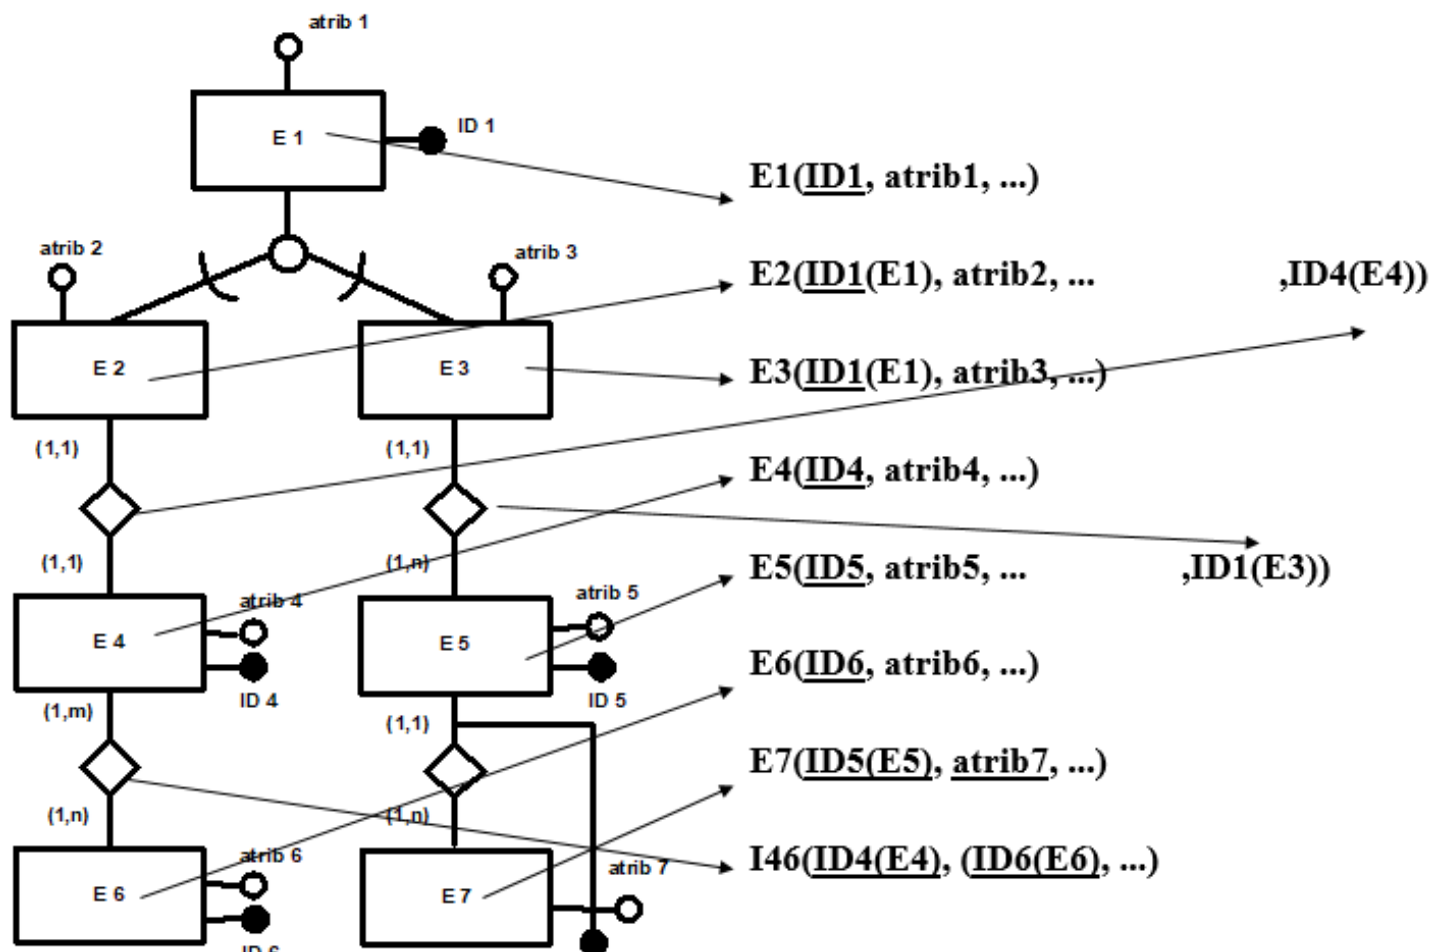 atrib 1
E 1
ID 1
E1(ID1, atrib1, ...)
atrib 2
atrib 3
E2(ID1(E1), atrib2, ... ,ID4(E4))
E 2
E 3
E3(ID1(E1), atrib3, ...)
(1,1)
(1,1)
E4(ID4, atrib4, ...)
(1,1)
(1,n)
E5(ID5, atrib5, ... ,ID1(E3))
atrib 4
atrib 5
E 4
E 5
E6(ID6, atrib6, ...)
ID 4
ID 5
(1,m)
(1,1)
E7(ID5(E5), atrib7, ...)
(1,n)
(1,n)
atrib 6
atrib 7
I46(ID4(E4), (ID6(E6), ...)
E 6
E 7
ID 6